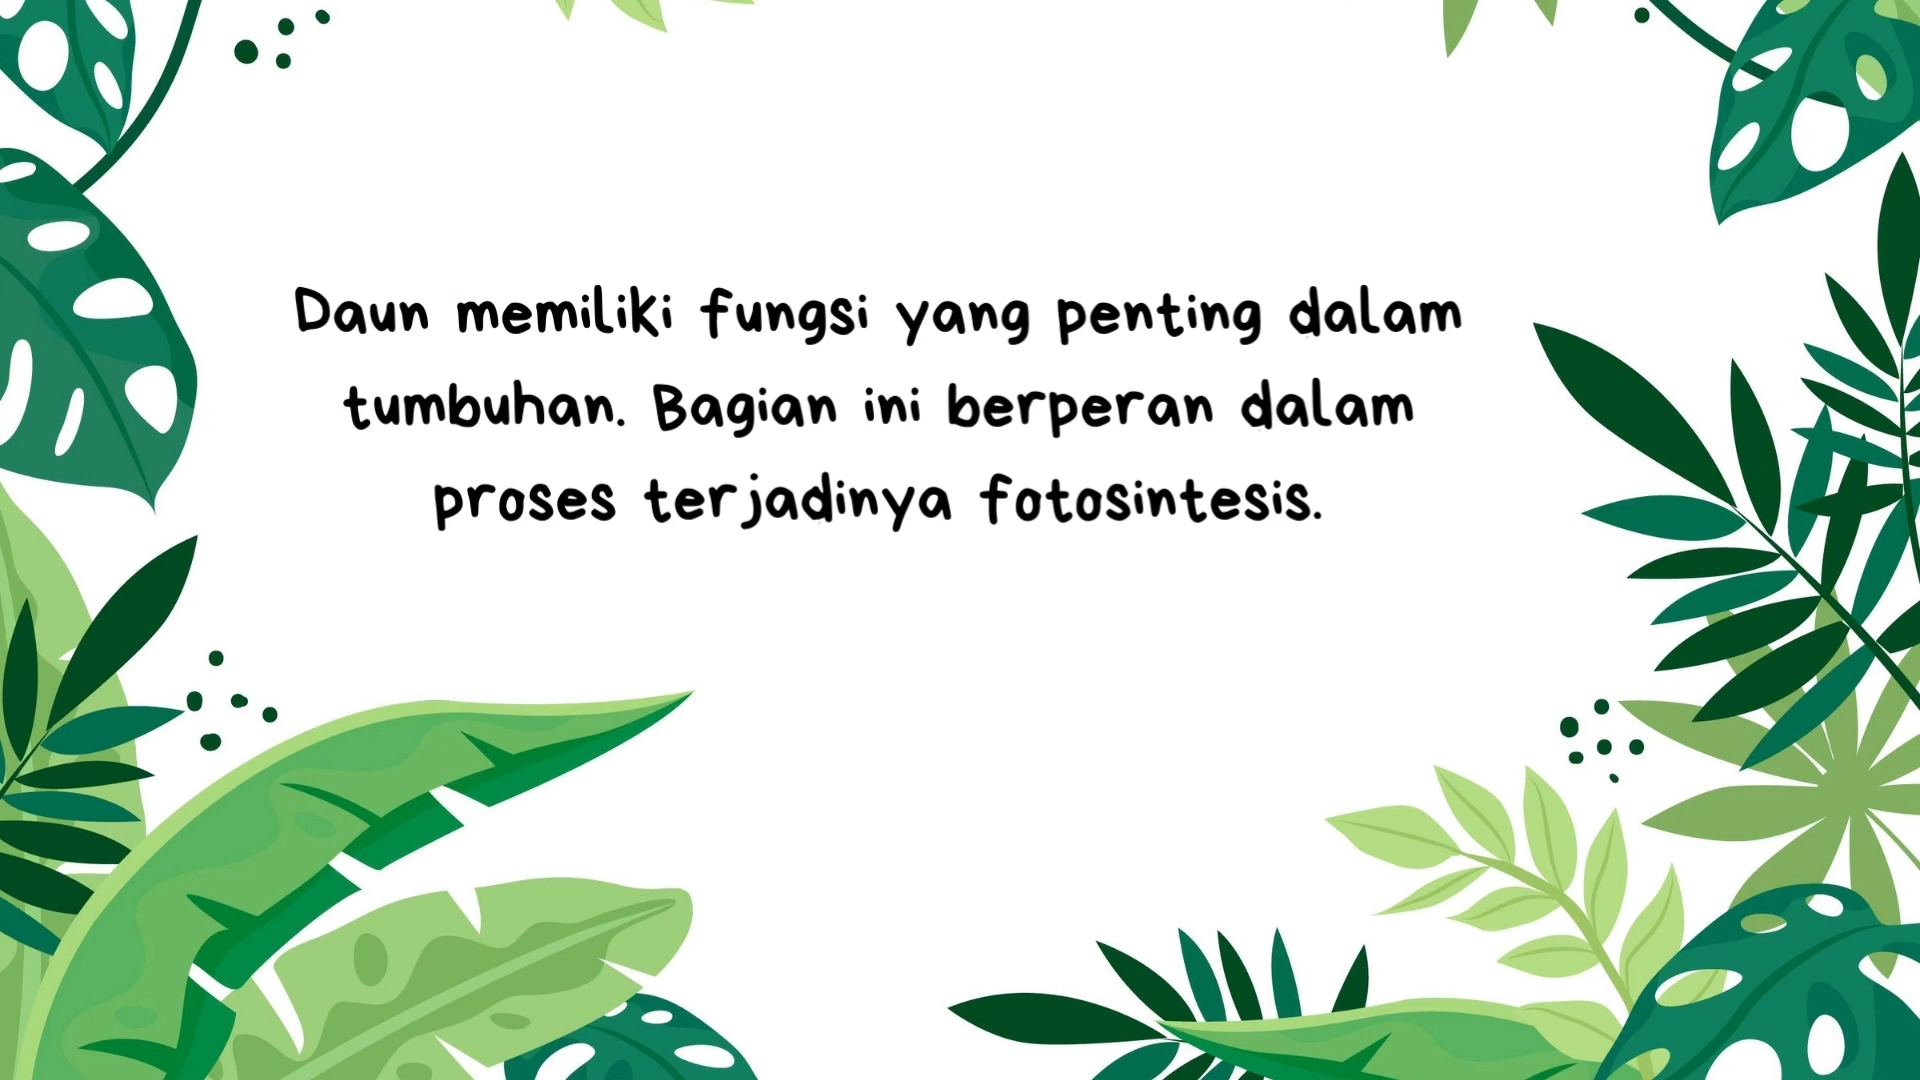 Daun memiliki fungsi yang penting dalam
tumbuhan. Bagian ini berperan dalam
proses terjadinya fotosintesis.